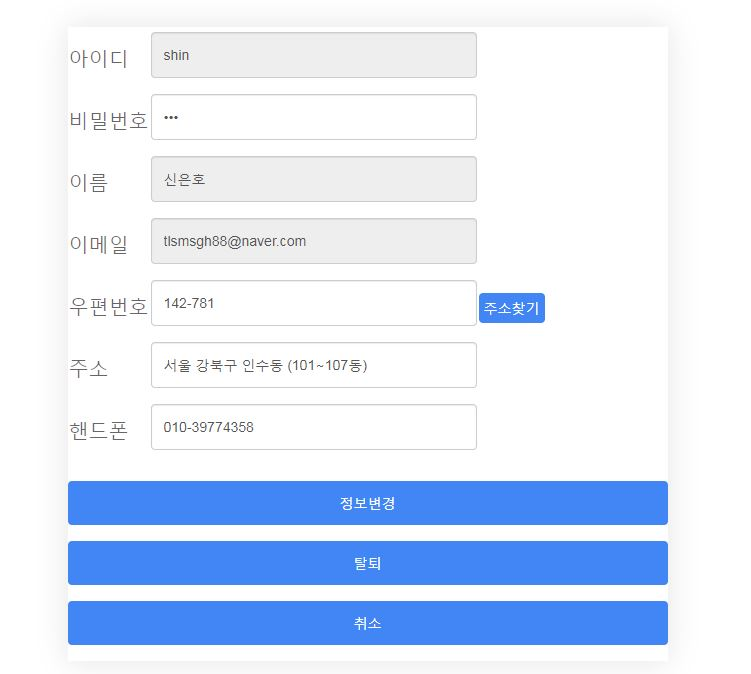 아이디 shin
비밀번호 •••
이름 신은호
이메일 tlsmsgh88@naver.com
우편번호 142-781 주소찾기
주소 서울 강북구 인수동 (101~107동)
핸드폰 010-39774358
정보변경
탈퇴
취소